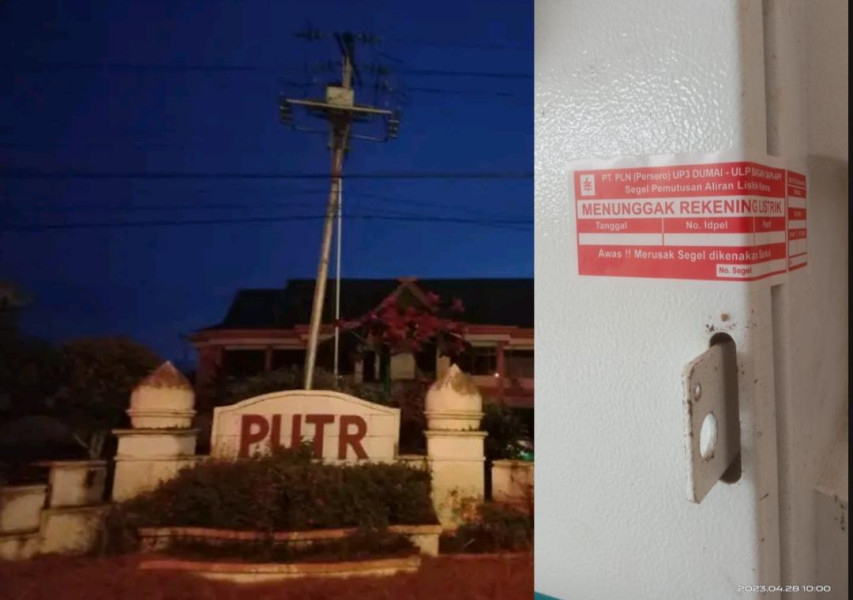 PUTR
PT. PLN (Persero) UP3 DUMAI - ULP
Segel Pemutusan Aliran Listrik Karena
MENUNGGAK REKENING LISTRIK
Tanggal No. Idpel
Awas !! Merusak Segel dikenakan
No. Segel
2023.04.28 10:00